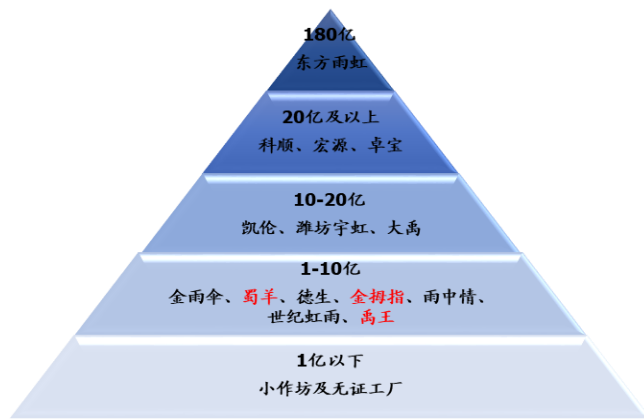 180亿
东方雨虹
20亿及以上
科顺、宏源、卓宝
10-20亿
凯伦、潍坊宇虹、大禹
1-10亿
金雨伞、蜀羊、德生、金拇指、雨中情、
世纪虹雨、禹王
1亿以下
小作坊及无证工厂